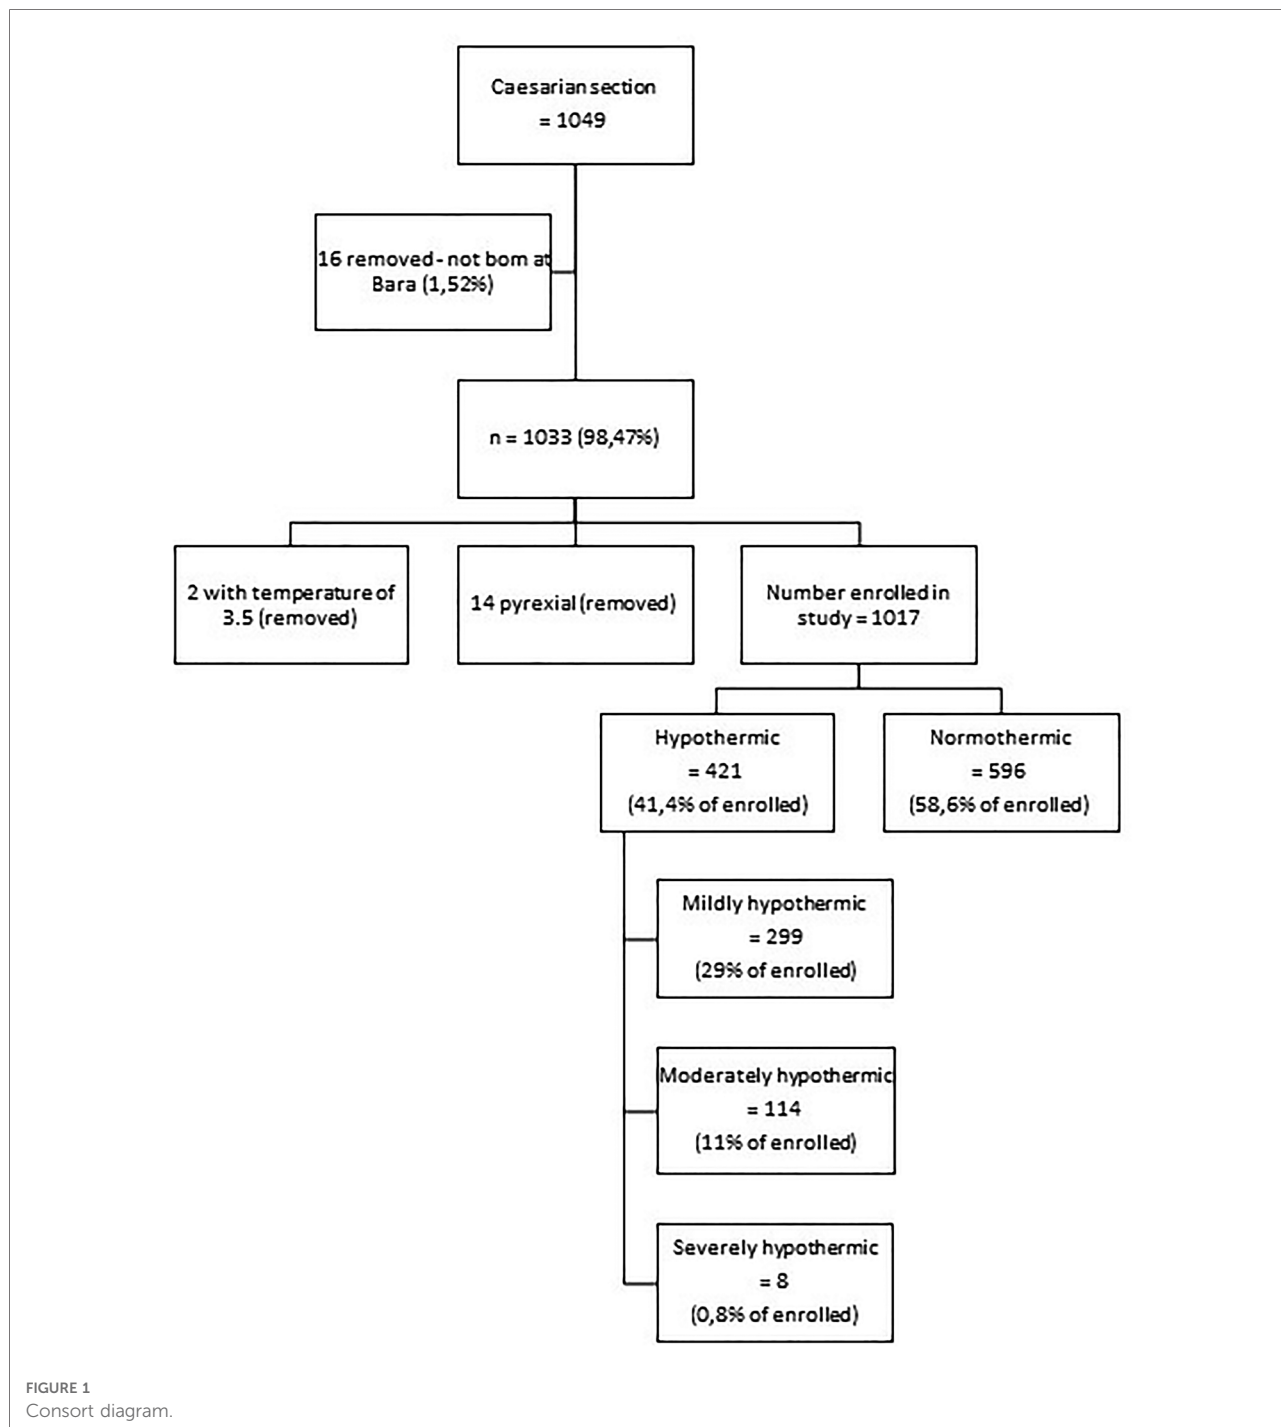 Caesarian section
= 1049
16 removed - not bom at
Bara (1,52%)
n = 1033 (98,47%)
2 with temperature of
3.5 (removed)
14 pyrexial (removed)
Number enrolled in
study = 1017
Hypothermic
= 421
(41,4% of enrolled)
Normothermic
= 596
(58,6% of enrolled)
Mildly hypothermic
= 299
(29% of enrolled)
Moderately hypothermic
= 114
(11% of enrolled)
Severely hypothermic
= 8
(0,8% of enrolled)
FIGURE 1
Consort diagram.